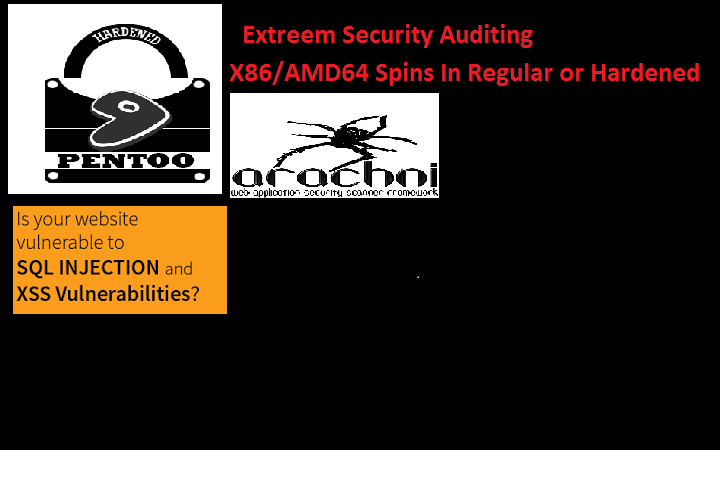 HARDENED
PENTOO
Extreem Security Auditing
X86/AMD64 Spins In Regular or Hardened
arachni
web application security scanner framework
Is your website
vulnerable to
SQL INJECTION and
XSS Vulnerabilities?